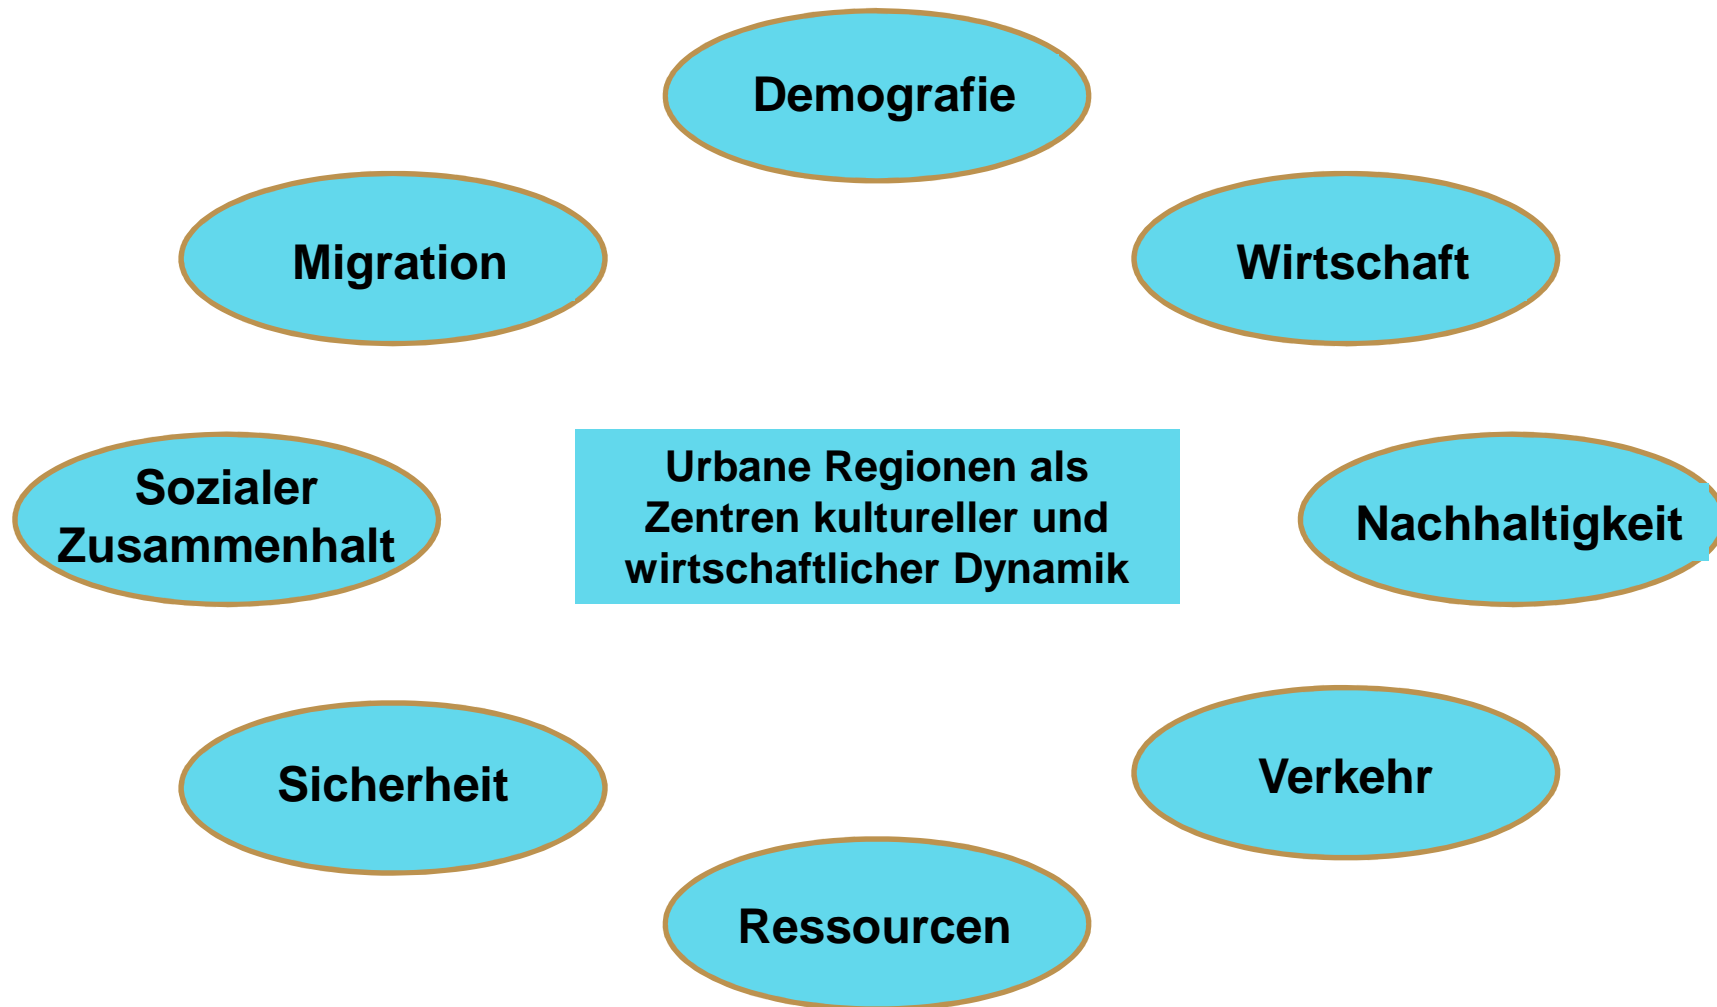 Demografie
Migration
Wirtschaft
Sozialer
Zusammenhalt
Urbane Regionen als
Zentren kultureller und
wirtschaftlicher Dynamik
Nachhaltigkeit
Sicherheit
Verkehr
Ressourcen